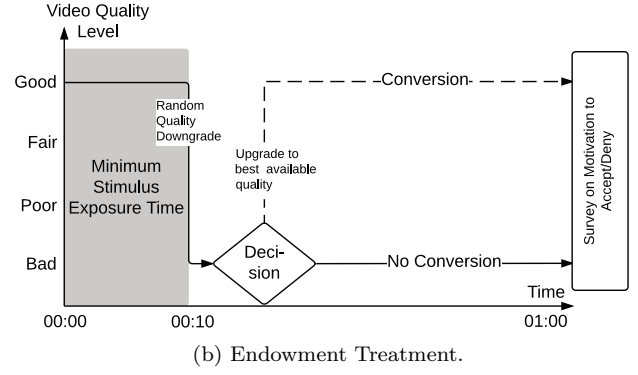 Video Quality
Level
Good
Fair
Poor
Bad
Minimum
Stimulus
Exposure Time
Random
Quality
Downgrade
Upgrade to
best available
quality
Deci-
sion
Conversion
No Conversion
Survey on Motivation to
Accept/Deny
Time
00:00
00:10
01:00
(b) Endowment Treatment.